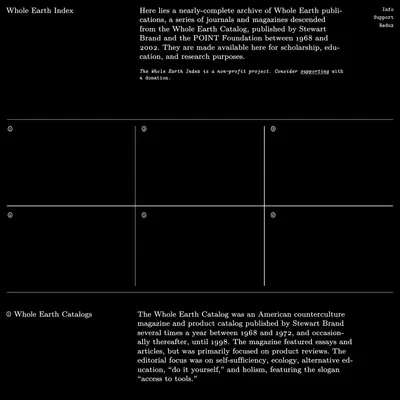 Whole Earth Index
Here lies a nearly-complete archive of Whole Earth publi-
cations, a series of journals and magazines descended
from the Whole Earth Catalog, published by Stewart
Brand and the POINT Foundation between 1968 and
2002. They are made available here for scholarship, edu-
cation, and research purposes.
The Whole Earth Index is a non-profit project. Consider supporting with
a donation.
Info
Support
Redux
Whole Earth Catalogs
The Whole Earth Catalog was an American counterculture
magazine and product catalog published by Stewart Brand
several times a year between 1968 and 1972, and occasion-
ally thereafter, until 1998. The magazine featured essays and
articles, but was primarily focused on product reviews. The
editorial focus was on self-sufficiency, ecology, alternative ed-
ucation, “do it yourself,” and holism, featuring the slogan
“access to tools.”